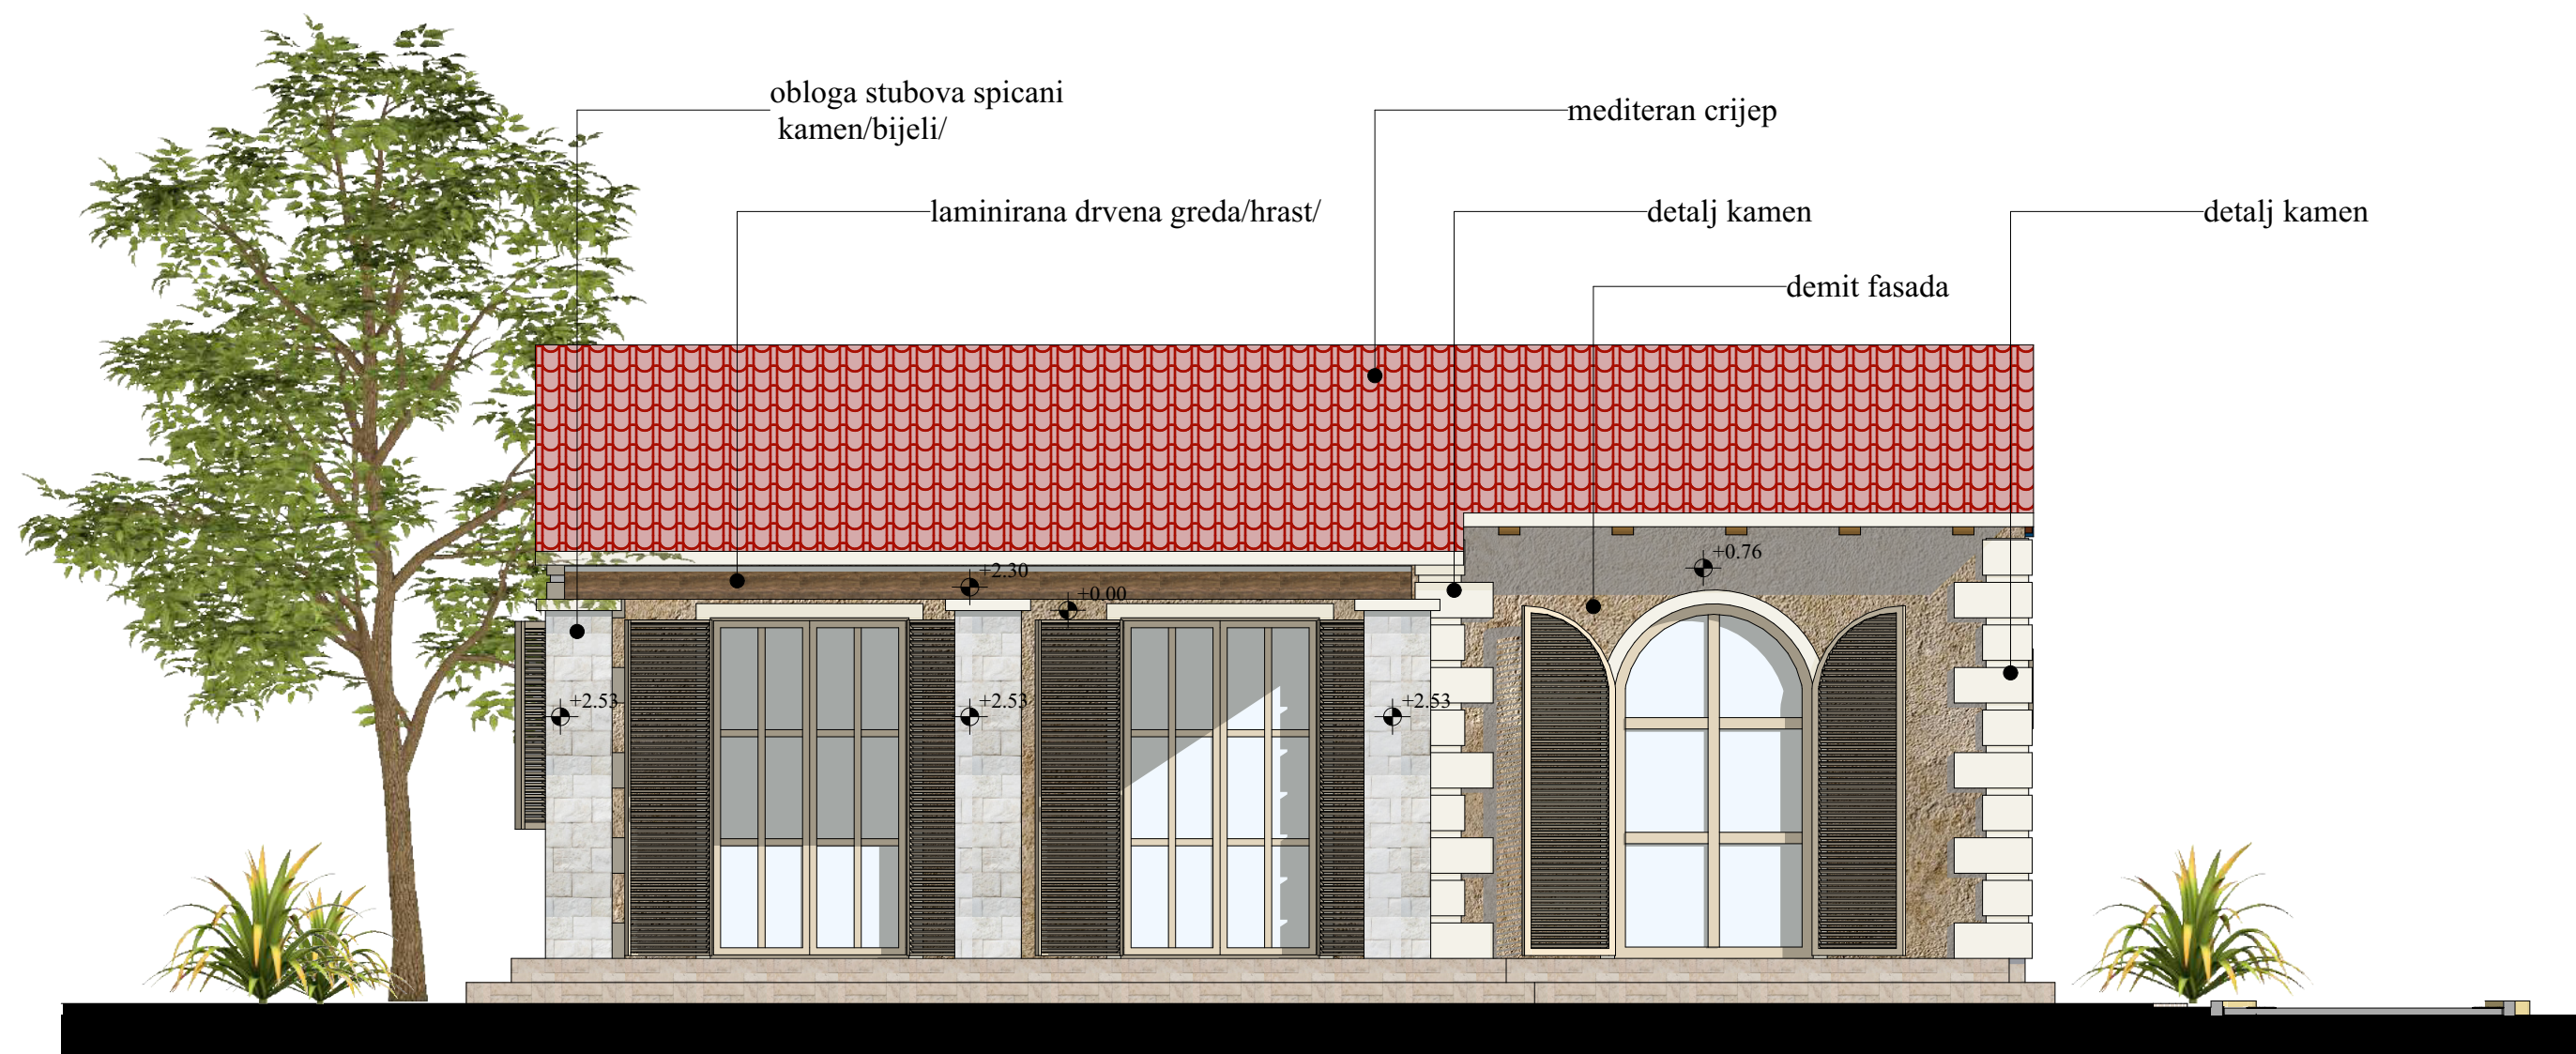 obloga stubova spicani
kamen/bijeli/
mediteran crijep
laminirana drvena greda/hrast/
detalj kamen
detalj kamen
demit fasada
+0.76
+2.30
+0.00
+2.53
+2.53
+2.53